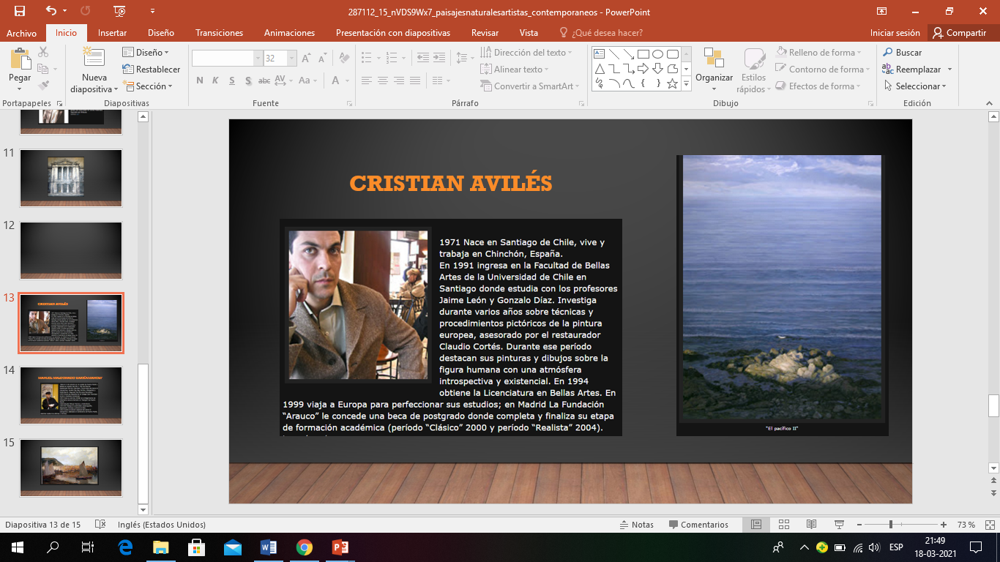 287112_15_nVDS9Wx7_paisajesnaturalesartistas_contemporaneos - PowerPoint
Archivo Inicio Insertar Diseño Transiciones Animaciones Presentación con diapositivas Revisar Vista ¿Qué desea hacer? Iniciar sesión Compartir
Pegar
Nueva diapositiva
Diseño
Restablecer
Sección
32
N K S S abc AV Aa A
Dirección del texto
Alinear texto
Convertir a SmartArt
Organizar
Estilos rápidos
Relleno de forma
Contorno de forma
Efectos de forma
Buscar
Reemplazar
Seleccionar
Portapapeles Diapositivas Fuente Párrafo Dibujo Edición
11
12
13
CRISTIAN AVILÉS
14
15
CRISTIAN AVILÉS
1971 Nace en Santiago de Chile, vive y
trabaja en Chinchón, España.
En 1991 ingresa en la Facultad de Bellas
Artes de la Universidad de Chile en
Santiago donde estudia con los profesores
Jaime León y Gonzalo Díaz. Investiga
durante varios años sobre técnicas y
procedimientos pictóricos de la pintura
europea, asesorado por el restaurador
Claudio Cortés. Durante ese período
destacan sus pinturas y dibujos sobre la
figura humana con una atmósfera
introspectiva y existencial. En 1994
obtiene la Licenciatura en Bellas Artes. En
1999 viaja a Europa para perfeccionar sus estudios; en Madrid La Fundación
“Arauco” le concede una beca de postgrado donde completa y finaliza su etapa
de formación académica (período “Clásico” 2000 y período “Realista” 2004).
"El pacífico II"
Diapositiva 13 de 15 Inglés (Estados Unidos) Notas Comentarios 73 %
ESP
21:49
18-03-2021